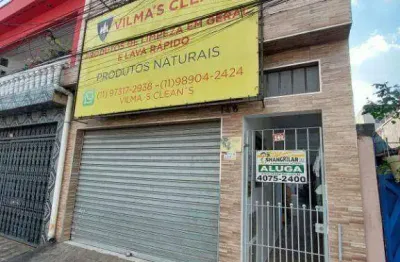 VILMA'S CLEAN'S
PRODUTOS DE LIMPEZA EM GERAL
E LAVA RÁPIDO
PRODUTOS NATURAIS
(11) 97317-2938 - (11) 98904-2424
VILMA-S CLEAN'S
ALUGA
4075-2400